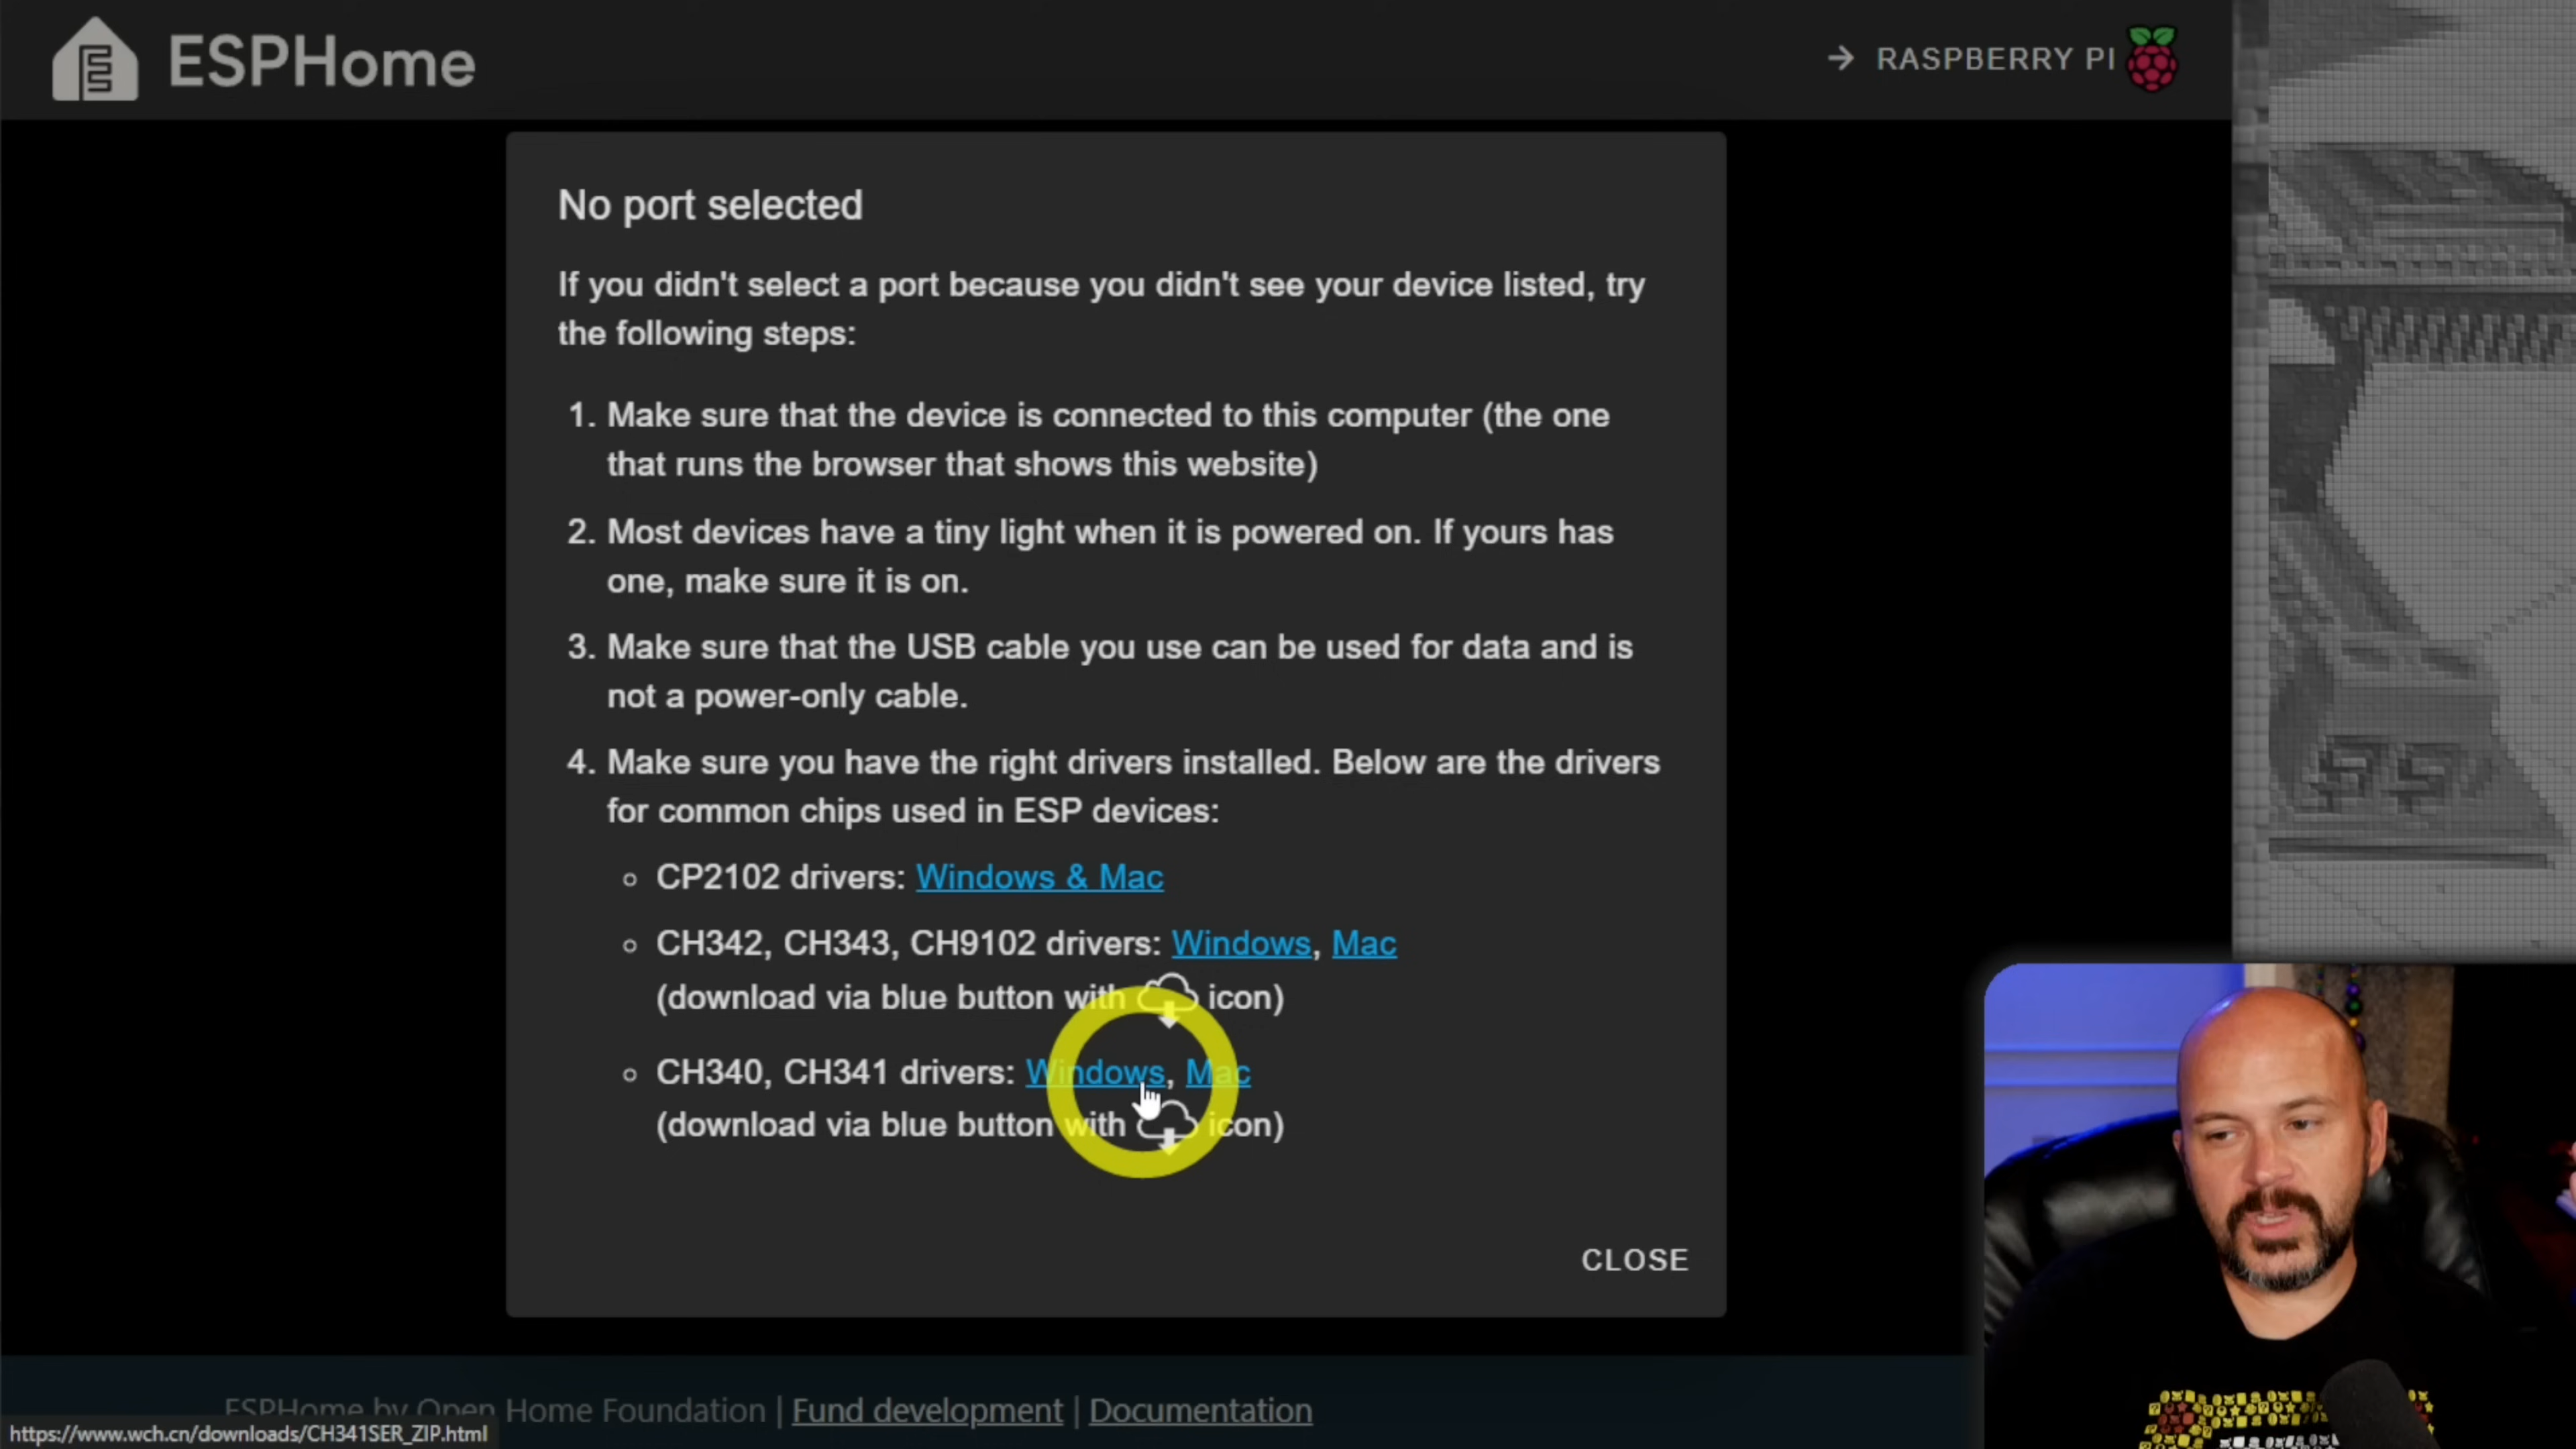 ESPHome
→ RASPBERRY PI
No port selected
If you didn't select a port because you didn't see your device listed, try
the following steps:
1. Make sure that the device is connected to this computer (the one
that runs the browser that shows this website)
2. Most devices have a tiny light when it is powered on. If yours has
one, make sure it is on.
3. Make sure that the USB cable you use can be used for data and is
not a power-only cable.
4. Make sure you have the right drivers installed. Below are the drivers
for common chips used in ESP devices:
CP2102 drivers: Windows & Mac
CH342, CH343, CH9102 drivers: Windows, Mac
(download via blue button with icon)
CH340, CH341 drivers: Windows, Mac
(download via blue button with icon)
CLOSE
ESPHome by Open Home Foundation | Fund development | Documentation
https://www.wch.cn/downloads/CH341SER_ZIP.html